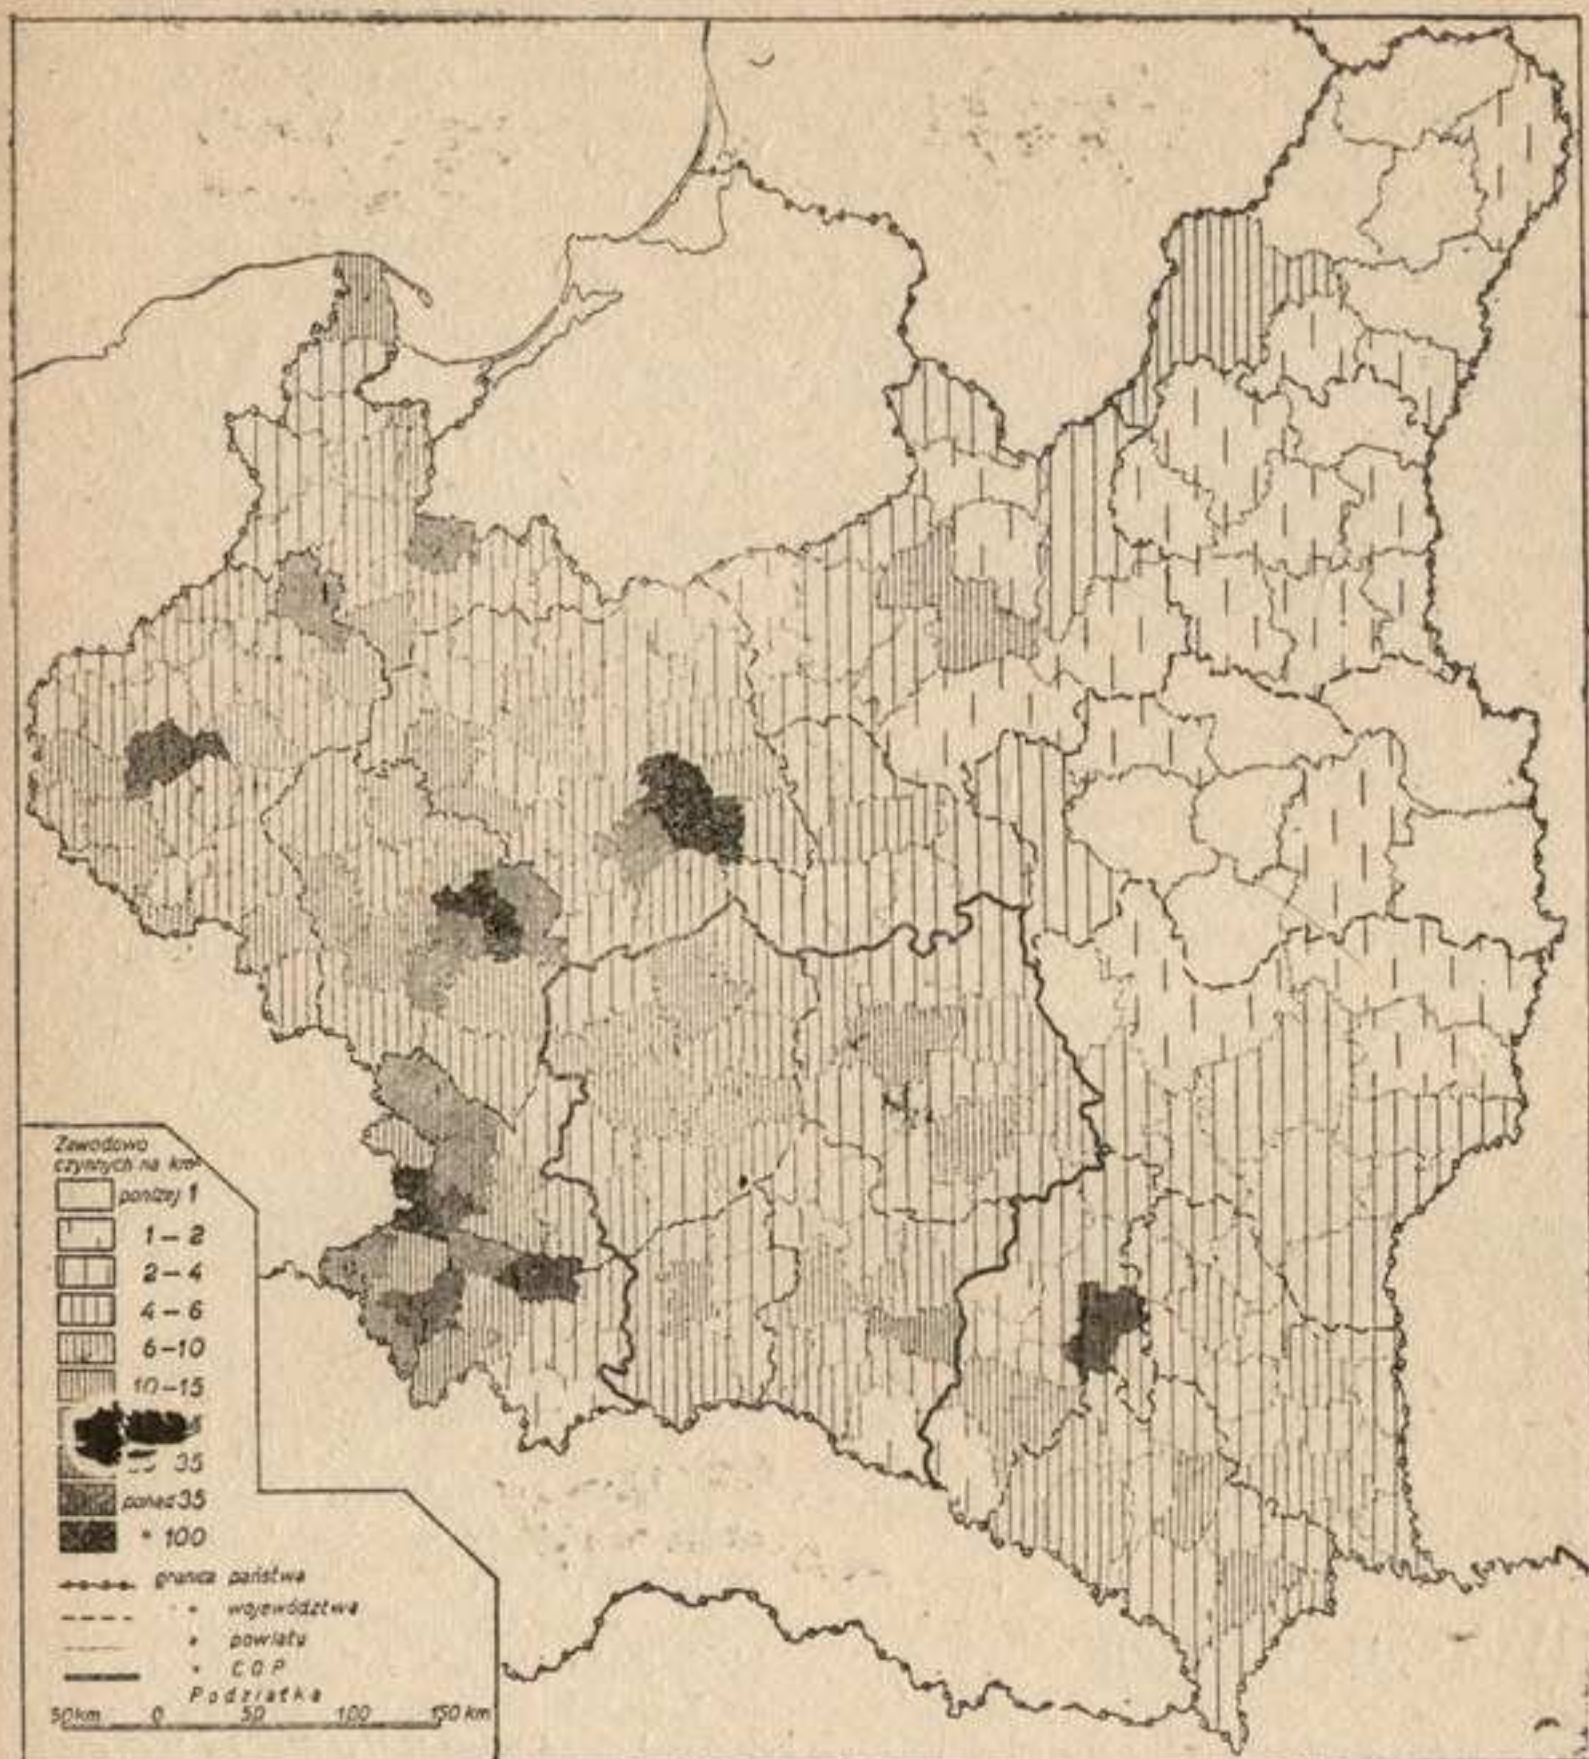 Zawodowo
czynnych na km²
poniżej 1
1-2
2-4
4-6
6-10
10-15
35
ponad 35
" 100
granica państwa
" województwa
" powiatu
" COP
Podziałka
50km 0 50 100 150 km